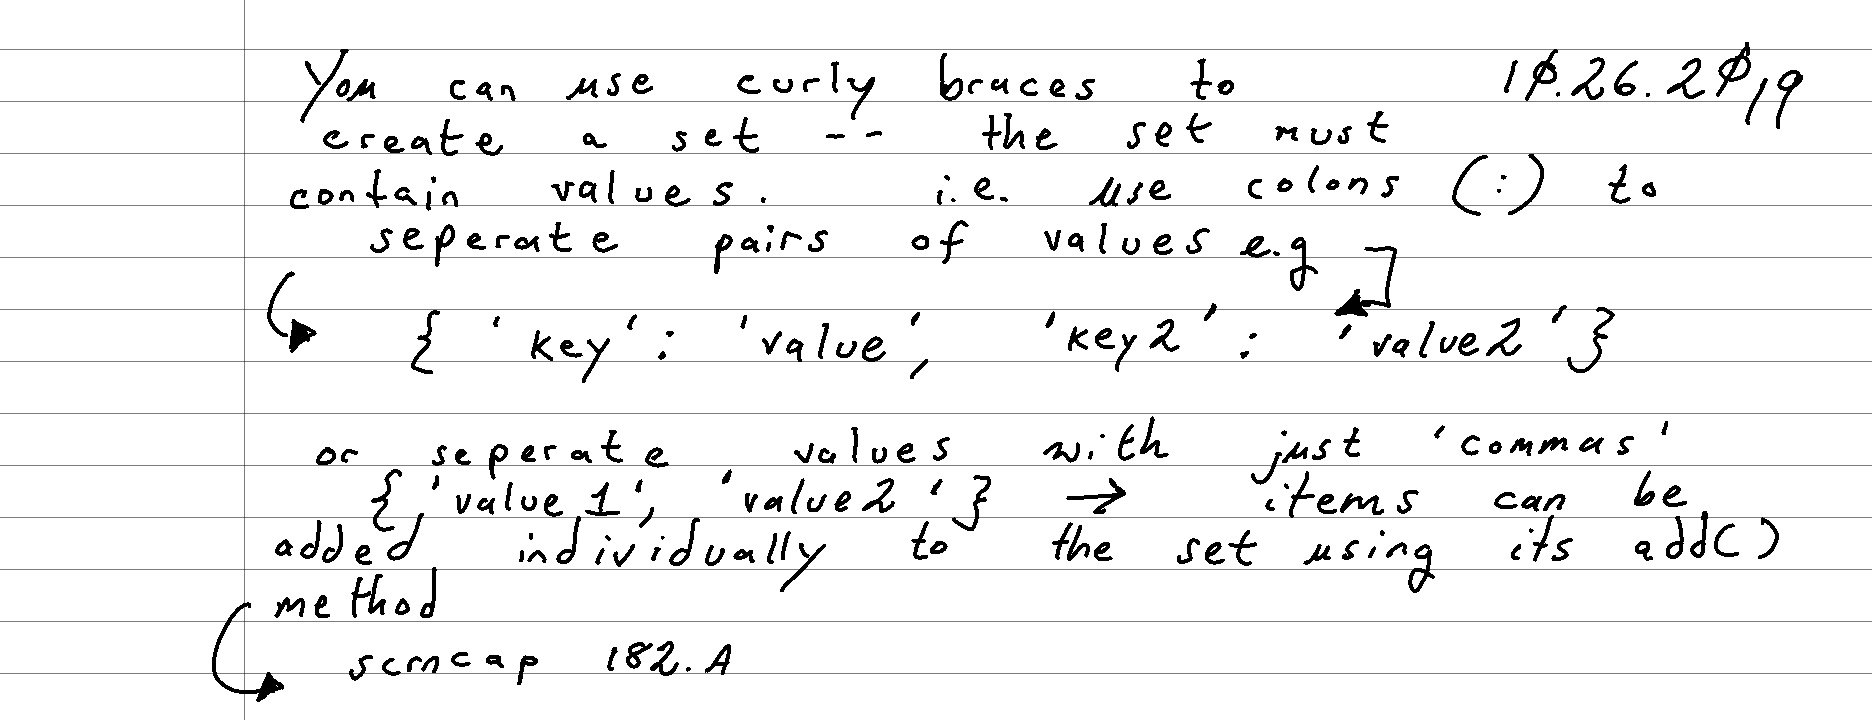 You can use curly braces to 10.26.2019
create a set -- the set must
contain values. i.e. use colons (:) to
seperate pairs of values e.g
{ 'key': 'value', 'key2' : 'value2' }
or seperate values with just 'commas'
{ 'value1', 'value2' } → items can be
added individually to the set using its add()
method
scrncap 182.A